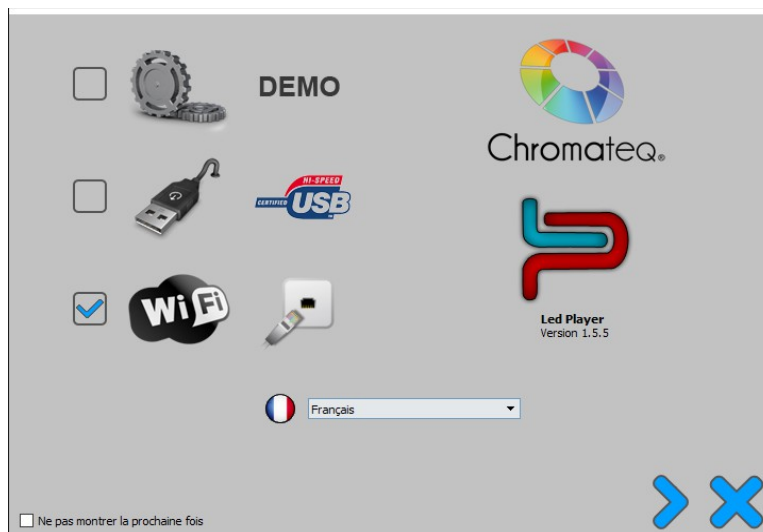 DEMO
Chromateq®
HI-SPEED
CERTIFIED USB
WiFi
Led Player
Version 1.5.5
Français
Ne pas montrer la prochaine fois